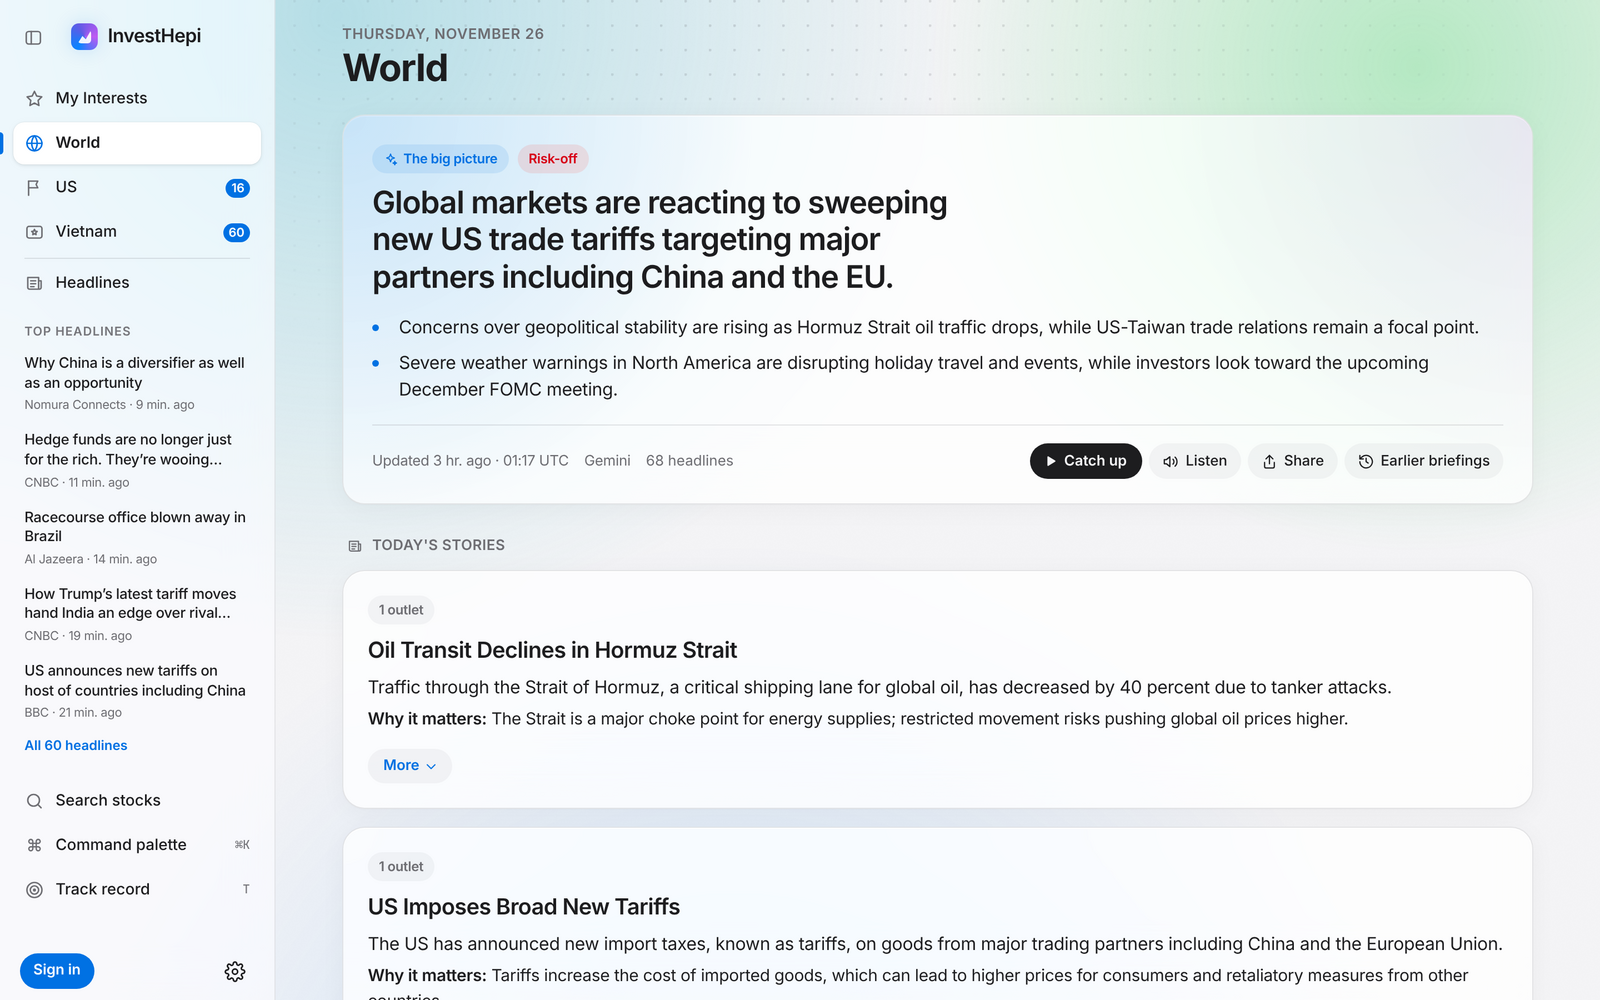 InvestHepi
My Interests
World
US
16
Vietnam
60
Headlines
TOP HEADLINES
Why China is a diversifier as well
as an opportunity
Nomura Connects · 9 min. ago
Hedge funds are no longer just
for the rich. They're wooing...
CNBC · 11 min. ago
Racecourse office blown away in
Brazil
Al Jazeera · 14 min. ago
How Trump's latest tariff moves
hand India an edge over rival...
CNBC · 19 min. ago
US announces new tariffs on
host of countries including China
BBC · 21 min. ago
All 60 headlines
Search stocks
Command palette
⌘K
Track record
T
Sign in
THURSDAY, NOVEMBER 26
World
The big picture
Risk-off
Global markets are reacting to sweeping
new US trade tariffs targeting major
partners including China and the EU.
• Concerns over geopolitical stability are rising as Hormuz Strait oil traffic drops, while US-Taiwan trade relations remain a focal point.
• Severe weather warnings in North America are disrupting holiday travel and events, while investors look toward the upcoming
December FOMC meeting.
Updated 3 hr. ago · 01:17 UTC Gemini 68 headlines
Catch up
Listen
Share
Earlier briefings
TODAY'S STORIES
1 outlet
Oil Transit Declines in Hormuz Strait
Traffic through the Strait of Hormuz, a critical shipping lane for global oil, has decreased by 40 percent due to tanker attacks.
Why it matters: The Strait is a major choke point for energy supplies; restricted movement risks pushing global oil prices higher.
More
1 outlet
US Imposes Broad New Tariffs
The US has announced new import taxes, known as tariffs, on goods from major trading partners including China and the European Union.
Why it matters: Tariffs increase the cost of imported goods, which can lead to higher prices for consumers and retaliatory measures from other
countries.